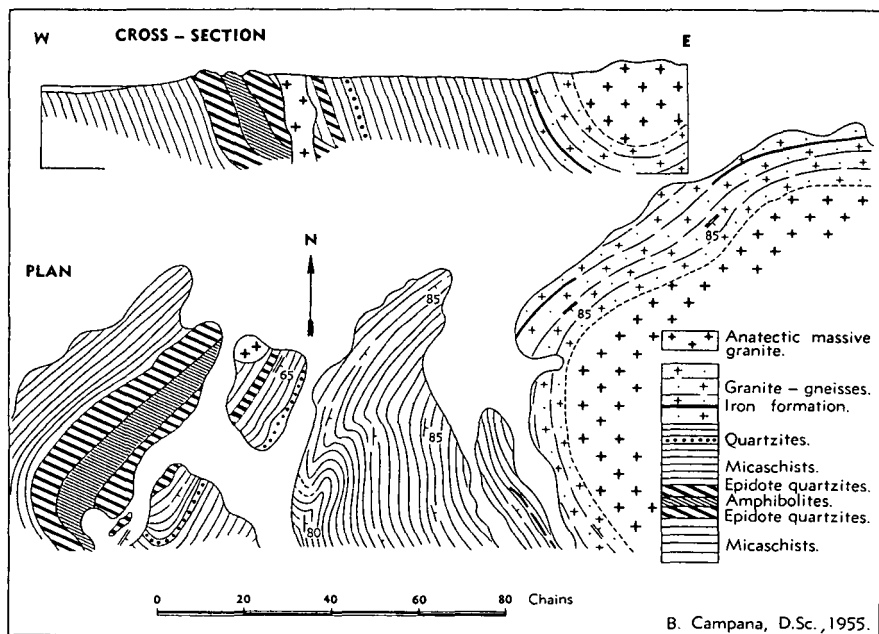 W CROSS – SECTION E
N
PLAN
85
65
85
80
85
85
Anatectic massive
granite.
Granite – gneisses.
Iron formation.
Quartzites.
Micaschists.
Epidote quartzites.
Amphibolites.
Epidote quartzites.
Micaschists.
0 20 40 60 80 Chains
B. Campana, D.Sc., 1955.